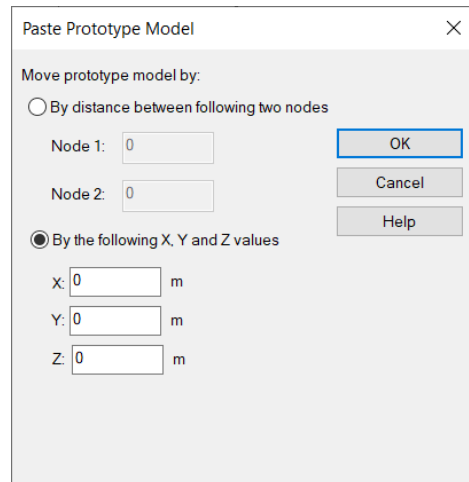 Paste Prototype Model
Move prototype model by:
By distance between following two nodes
Node 1: 0
OK
Node 2: 0
Cancel
Help
By the following X, Y and Z values
X: 0 m
Y: 0 m
Z: 0 m